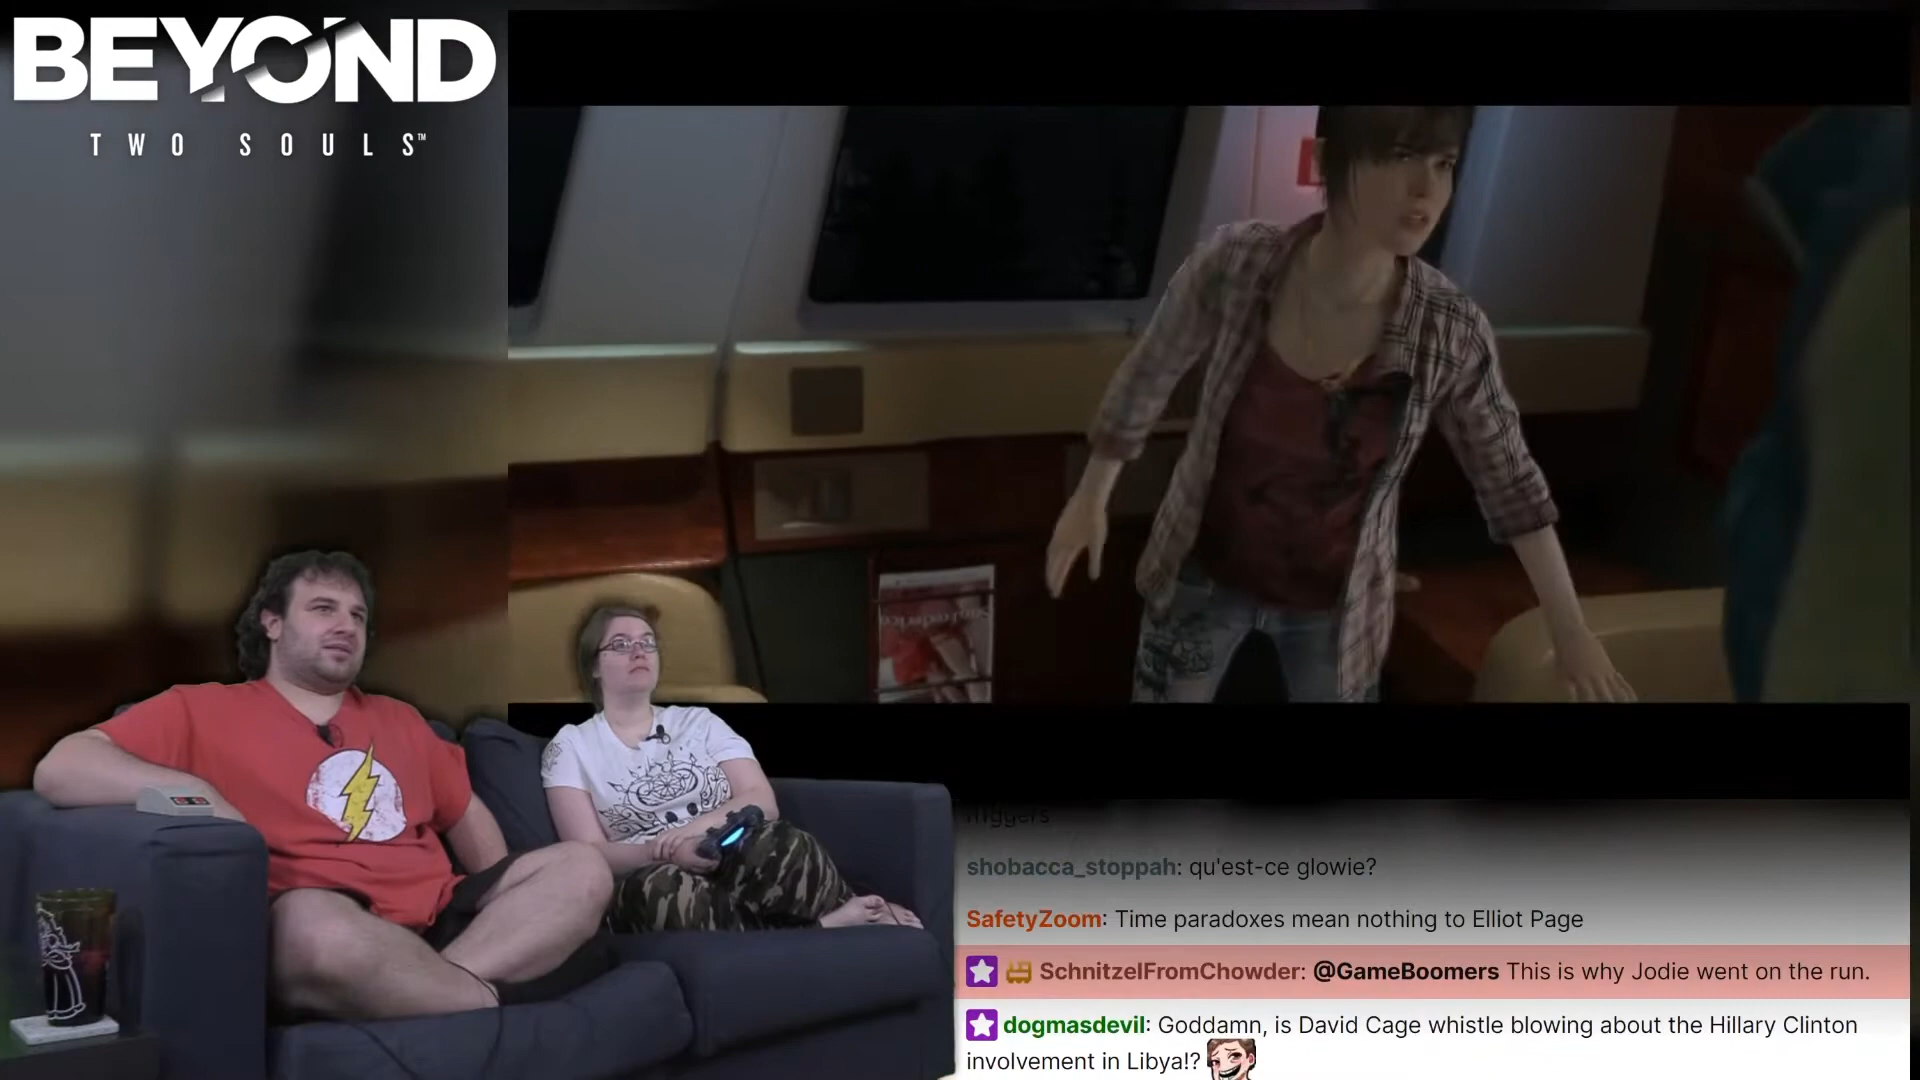 BEYOND
TWO SOULS™
shobacca_stoppah: qu'est-ce glowie?
SafetyZoom: Time paradoxes mean nothing to Elliot Page
SchnitzelFromChowder: @GameBoomers This is why Jodie went on the run.
dogmasdevil: Goddamn, is David Cage whistle blowing about the Hillary Clinton
involvement in Libya!?